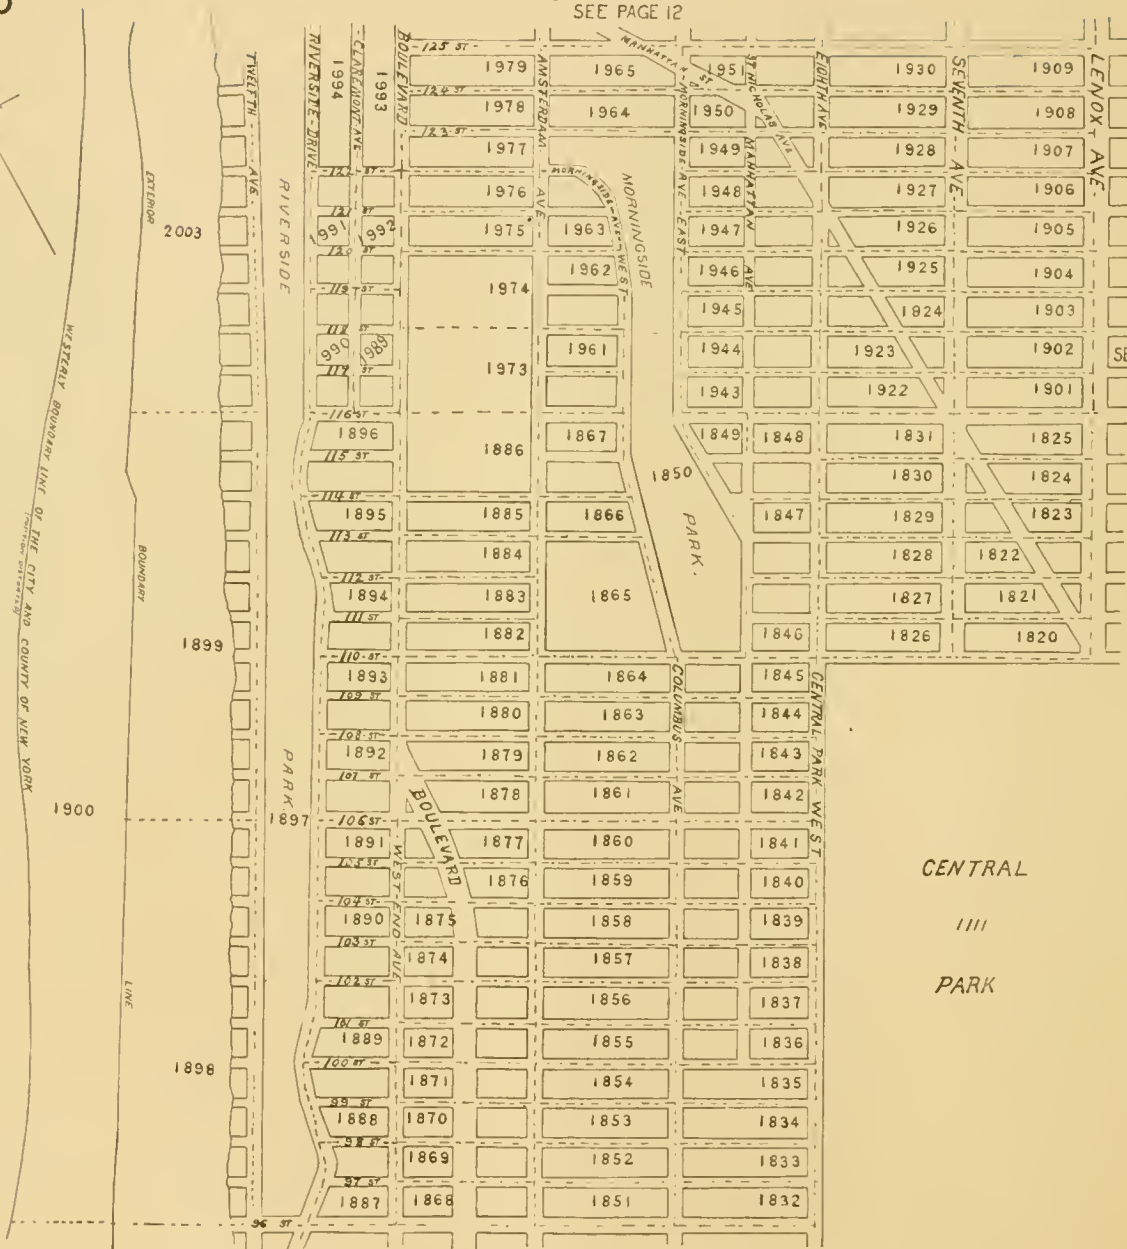 SEE PAGE 12
TWELFTH AVE.
RIVERSIDE DRIVE
CLAREMONT AVE
BOULEVARD
AMSTERDAM AVE
MANHATTAN ST
MORNINGSIDE AVE EAST
ST NICHOLAS AVE
MANHATTAN AVE
EIGHTH AVE
SEVENTH AVE.
LENOX AVE.
125 ST
1994
1993
1979
1965
1951
1930
1909
124 ST
1978
1964
1950
1929
1908
123 ST
1977
1949
1928
1907
122 ST
MORNINGSIDE AVE WEST
MORNINGSIDE
1976
1948
1927
1906
121 ST
EXTERIOR
2003
RIVERSIDE
1991
1992
1975
1963
1947
1926
1905
120 ST
1974
1962
1946
1925
1904
119 ST
1945
1924
1903
118 ST
1990
1989
1973
1961
1944
1923
1902
SE
117 ST
1943
1922
1901
116 ST
1896
1886
1867
1849
1848
1831
1825
115 ST
1850
1830
1824
114 ST
1895
1885
1866
PARK.
1847
1829
1823
113 ST
1884
1828
1822
112 ST
BOUNDARY
1894
1883
1865
1827
1821
111 ST
1899
1882
1846
1826
1820
110 ST
1893
1881
1864
COLUMBUS AVE
1845
CENTRAL PARK WEST
109 ST
1880
1863
1844
108 ST
1892
1879
1862
1843
PARK
107 ST
1878
1861
1842
1900
1897
106 ST
BOULEVARD
WEST END AVE
1891
1877
1860
1841
105 ST
1876
1859
1840
CENTRAL
104 ST
1890
1875
1858
1839
1111
103 ST
1874
1857
1838
102 ST
LINE
1873
1856
1837
PARK
101 ST
1889
1872
1855
1836
100 ST
1898
1871
1854
1835
99 ST
1888
1870
1853
1834
98 ST
1869
1852
1833
97 ST
1887
1868
1851
1832
96 ST
WESTERLY BOUNDARY LINE OF THE CITY AND COUNTY OF NEW YORK